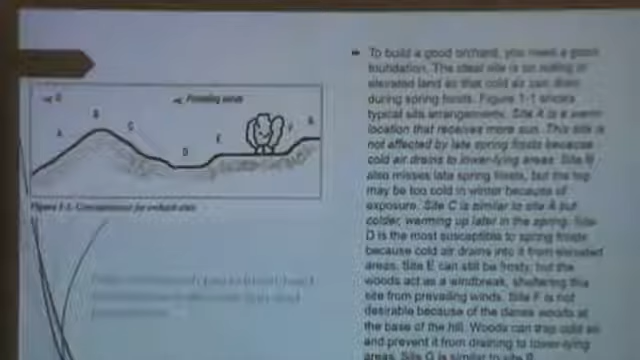 S
Prevailing winds
A
B
C
D
E
F
G
Figure 1-1. Considerations for orchard sites
To build a good orchard, you need a good
foundation. The ideal site is on rolling or
elevated land so that cold air can drain
during spring frosts. Figure 1-1 shows
typical site arrangements. Site A is a warm
location that receives more sun. This site is
not affected by late spring frosts because
cold air drains to lower-lying areas. Site B
also misses late spring frosts, but the top
may be too cold in winter because of
exposure. Site C is similar to site A but
colder, warming up later in the spring. Site
D is the most susceptible to spring frosts
because cold air drains into it from elevated
areas. Site E can still be frosty, but the
woods act as a windbreak, sheltering this
site from prevailing winds. Site F is not
desirable because of the dense woods at
the base of the hill. Woods can trap cold air
and prevent it from draining to lower-lying
areas. Site G is similar to site B